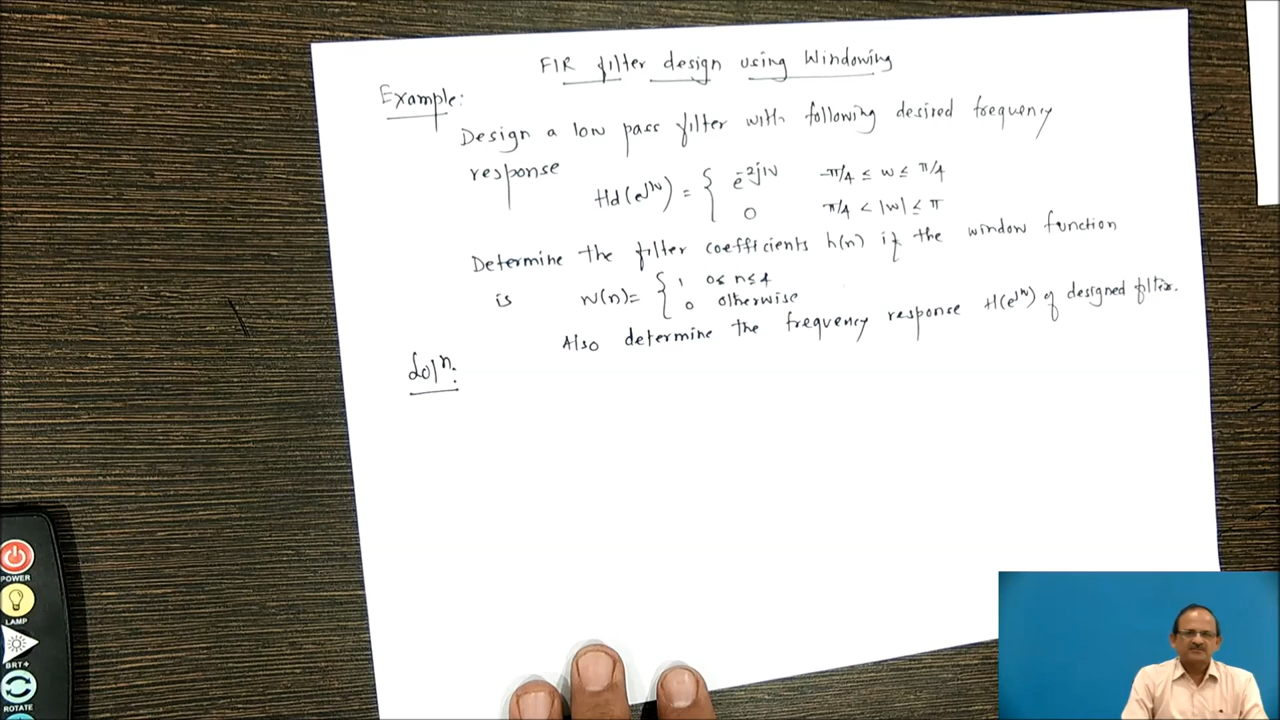 FIR filter design using Windowing
Example:
Design a low pass filter with following desired frequency
response Hd(e^jw) = { e^-2jw -π/4 ≤ w ≤ π/4
0 π/4 < |w| ≤ π
Determine the filter coefficients h(n) if the window function
is w(n) = { 1 0 ≤ n ≤ 4
0 otherwise
Also determine the frequency response H(e^jw) of designed filter.
Soln:
POWER
LAMP
BRT+
ROTATE